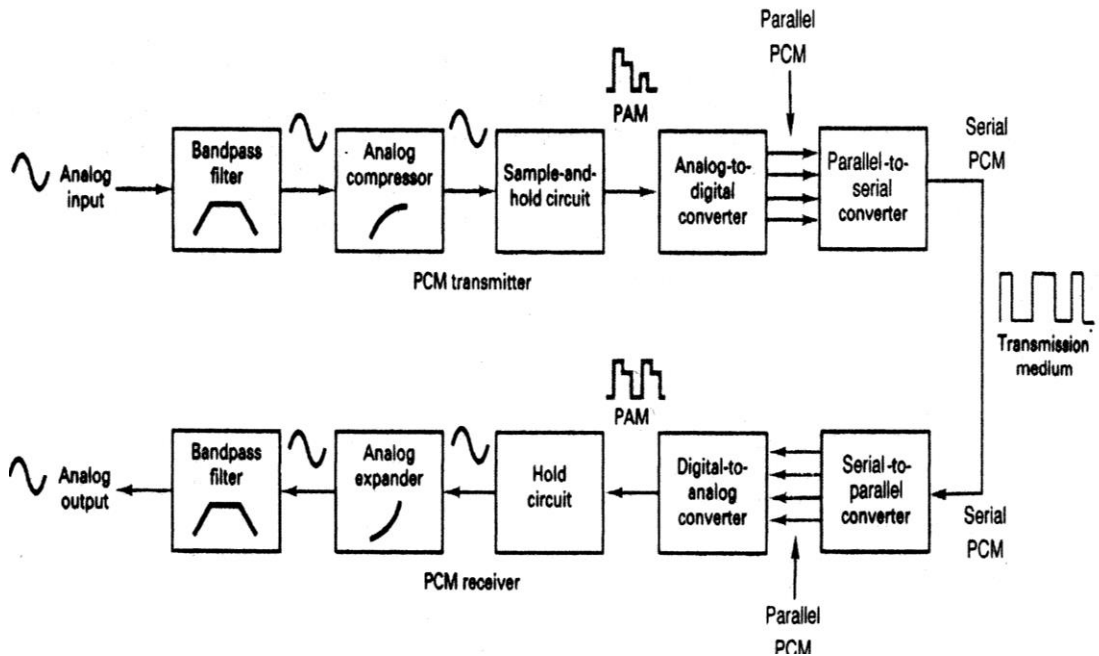 Parallel
PCM
PAM
Analog
input
Bandpass
filter
Analog
compressor
Sample-and-
hold circuit
Analog-to-
digital
converter
Parallel-to-
serial
converter
Serial
PCM
PCM transmitter
Transmission
medium
PAM
Analog
output
Bandpass
filter
Analog
expander
Hold
circuit
Digital-to-
analog
converter
Serial-to-
parallel
converter
Serial
PCM
PCM receiver
Parallel
PCM